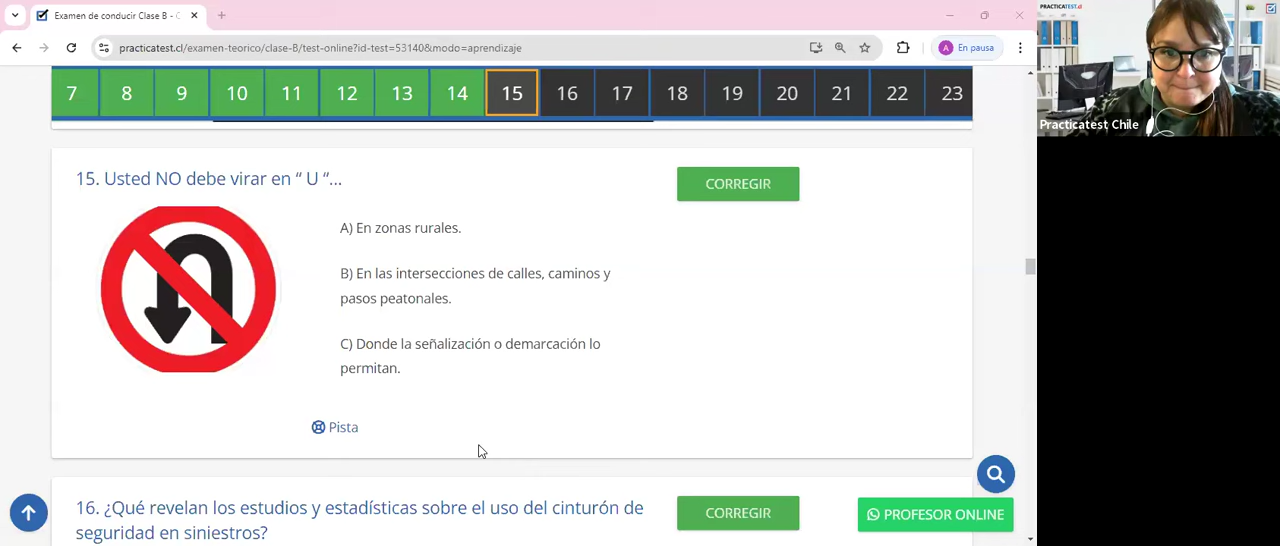 Examen de conducir Clase B - C
practicatest.cl/examen-teorico/clase-B/test-online?id-test=53140&modo=aprendizaje
A En pausa
7 8 9 10 11 12 13 14 15 16 17 18 19 20 21 22 23
15. Usted NO debe virar en “ U “...
CORREGIR
A) En zonas rurales.
B) En las intersecciones de calles, caminos y
pasos peatonales.
C) Donde la señalización o demarcación lo
permitan.
Pista
16. ¿Qué revelan los estudios y estadísticas sobre el uso del cinturón de
seguridad en siniestros?
CORREGIR
PROFESOR ONLINE
PRACTICATEST.cl
Practicatest Chile